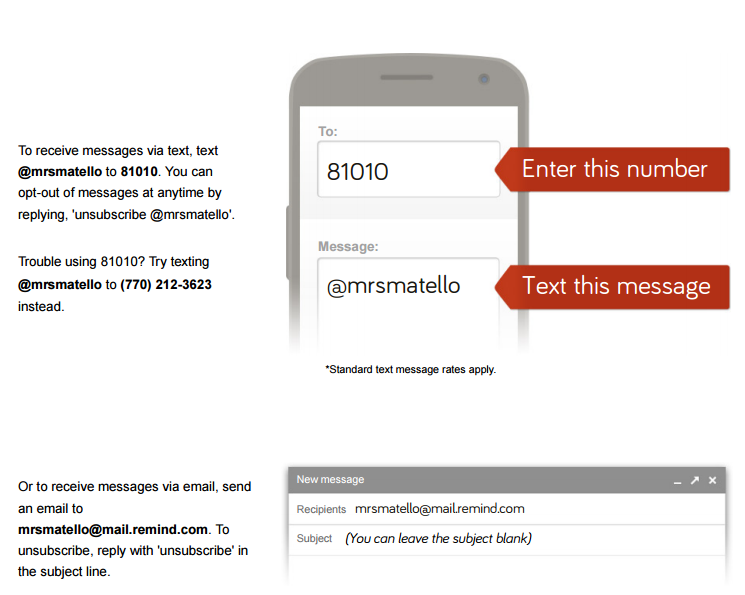 To receive messages via text, text
@mrsmatello to 81010. You can
opt-out of messages at anytime by
replying, 'unsubscribe @mrsmatello'.
Trouble using 81010? Try texting
@mrsmatello to (770) 212-3623
instead.
To:
81010
Enter this number
Message:
@mrsmatello
Text this message
*Standard text message rates apply.
Or to receive messages via email, send
an email to
mrsmatello@mail.remind.com. To
unsubscribe, reply with 'unsubscribe' in
the subject line.
New message
Recipients mrsmatello@mail.remind.com
Subject (You can leave the subject blank)